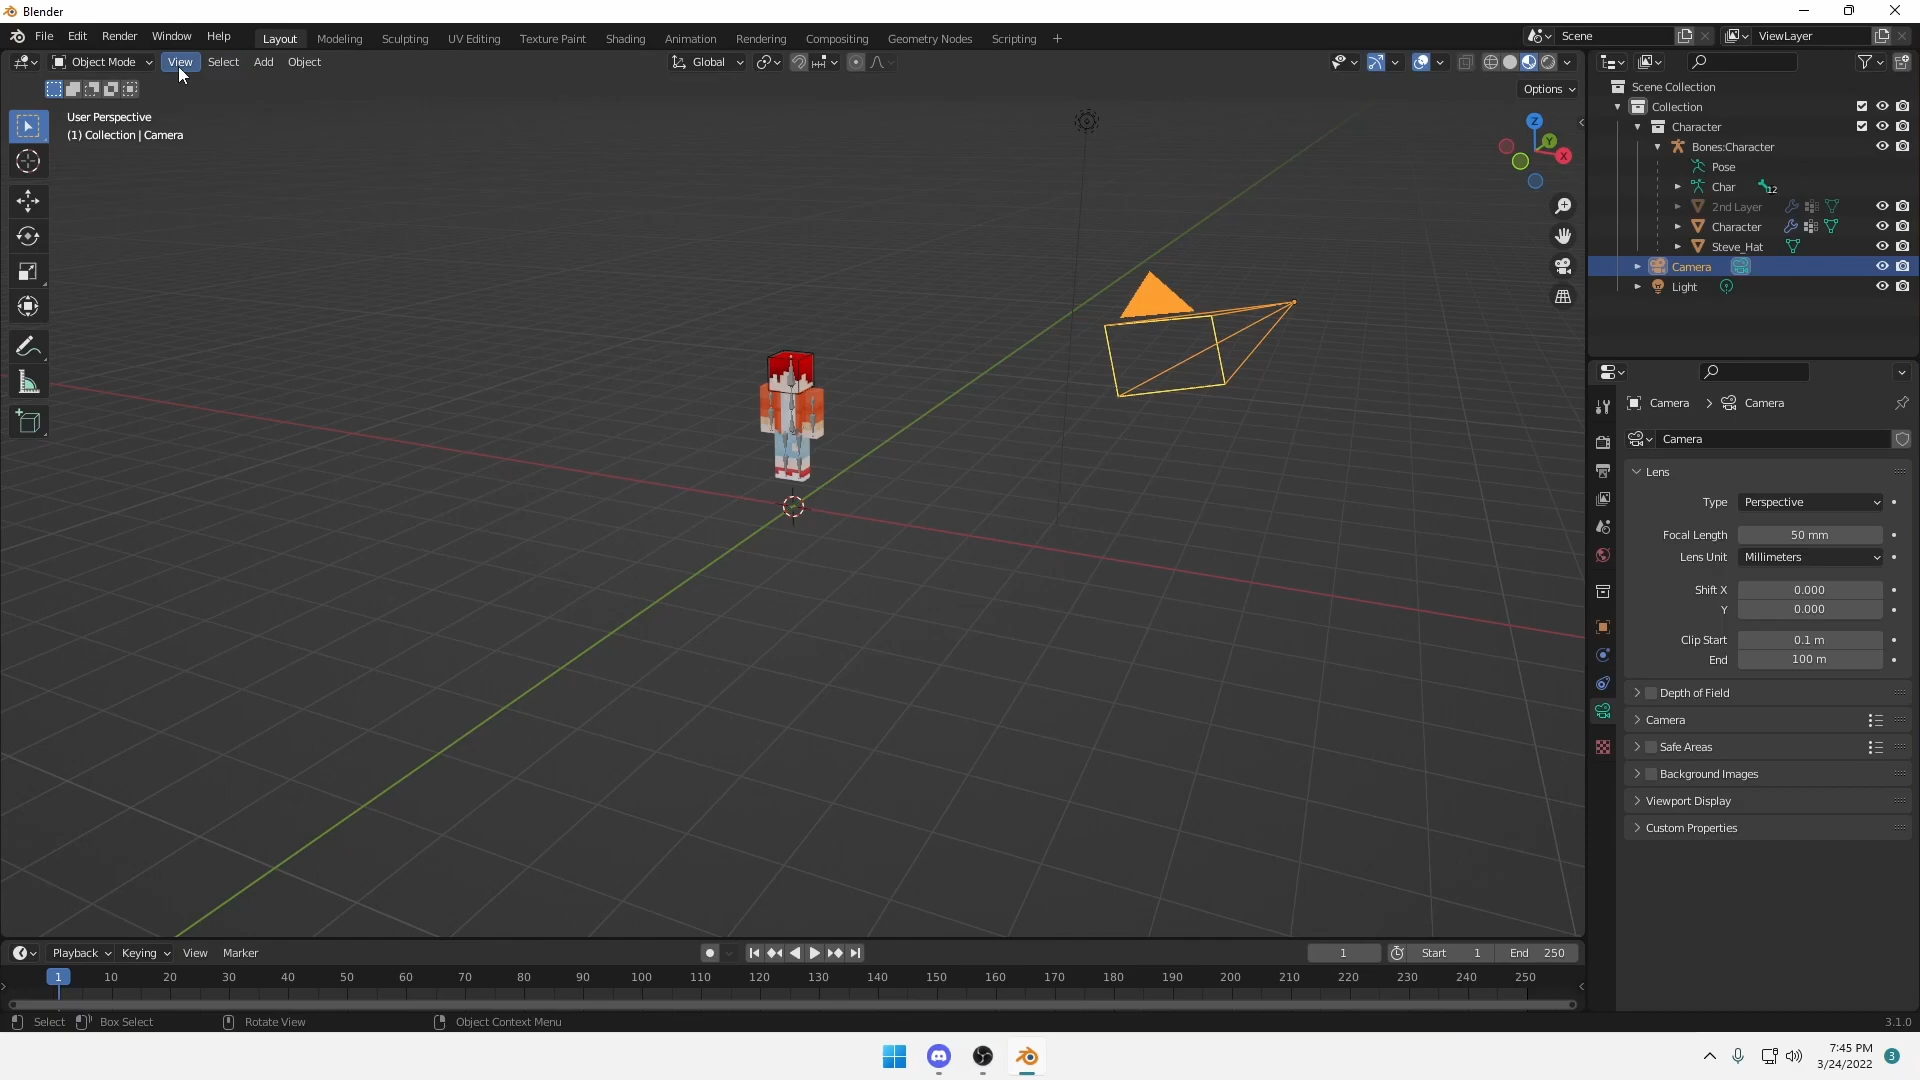 Blender
File Edit Render Window Help Layout Modeling Sculpting UV Editing Texture Paint Shading Animation Rendering Compositing Geometry Nodes Scripting + Scene ViewLayer
Object Mode View Select Add Object Global
Options
User Perspective
(1) Collection | Camera
Z
Y
X
Scene Collection
Collection
Character
Bones:Character
Pose
Char 12
2nd Layer
Character
Steve_Hat
Camera
Light
Camera > Camera
Camera
Lens
Type Perspective
Focal Length 50 mm
Lens Unit Millimeters
Shift X 0.000
Y 0.000
Clip Start 0.1 m
End 100 m
Depth of Field
Camera
Safe Areas
Background Images
Viewport Display
Custom Properties
Playback Keying View Marker 1 Start 1 End 250
1 10 20 30 40 50 60 70 80 90 100 110 120 130 140 150 160 170 180 190 200 210 220 230 240 250
Select Box Select Rotate View Object Context Menu 3.1.0
7:45 PM
3/24/2022
3